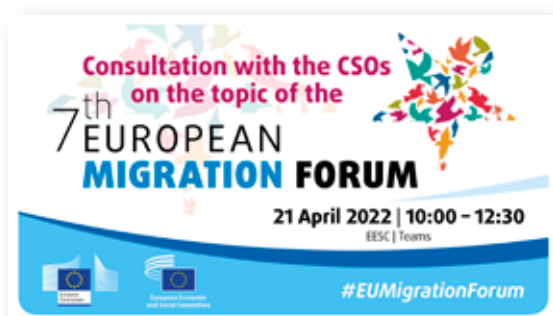 Consultation with the CSOs
on the topic of the
7th EUROPEAN
MIGRATION FORUM
21 April 2022 | 10:00 – 12:30
EESC | Teams
European
Commission
European Economic
and Social Committee
#EUMigrationForum